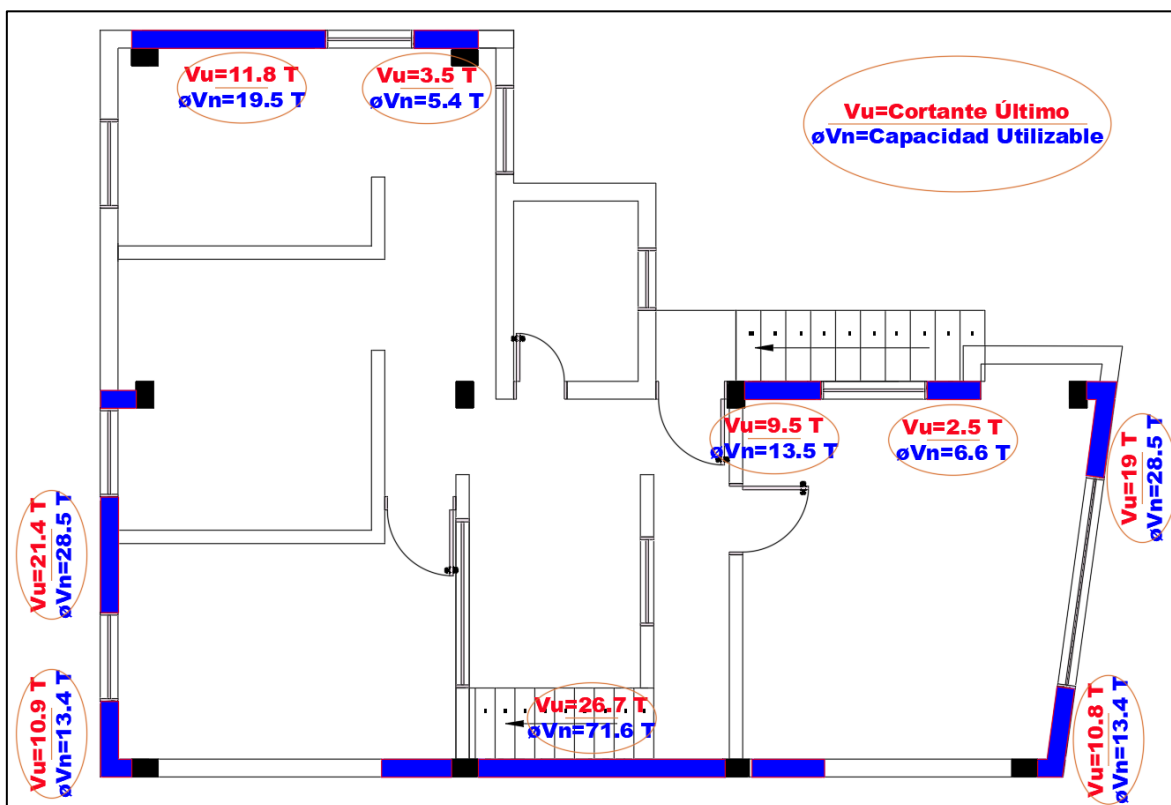 Vu=11.8 T
øVn=19.5 T
Vu=3.5 T
øVn=5.4 T
Vu=Cortante Último
øVn=Capacidad Utilizable
Vu=9.5 T
øVn=13.5 T
Vu=2.5 T
øVn=6.6 T
Vu=19 T
øVn=28.5 T
Vu=21.4 T
øVn=28.5 T
Vu=10.9 T
øVn=13.4 T
Vu=26.7 T
øVn=71.6 T
Vu=10.8 T
øVn=13.4 T